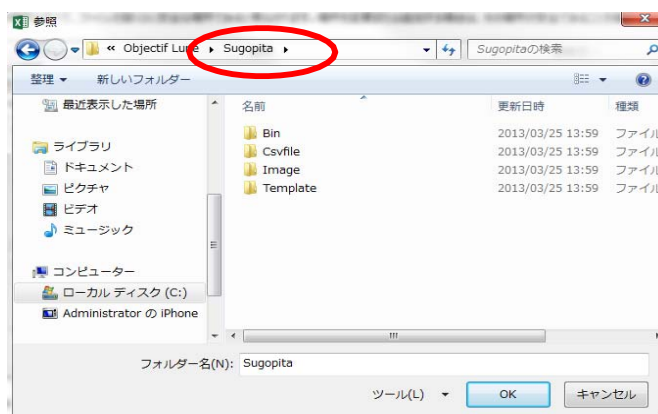 参照
« Objectif Lune ▸ Sugopita ▸
Sugopitaの検索
整理 新しいフォルダー
最近表示した場所
ライブラリ
ドキュメント
ピクチャ
ビデオ
ミュージック
コンピューター
ローカル ディスク (C:)
Administrator の iPhone
名前 更新日時 種類
Bin 2013/03/25 13:59 ファイル
Csvfile 2013/03/25 13:59 ファイル
Image 2013/03/25 13:59 ファイル
Template 2013/03/25 13:59 ファイル
フォルダー名(N): Sugopita
ツール(L) OK キャンセル